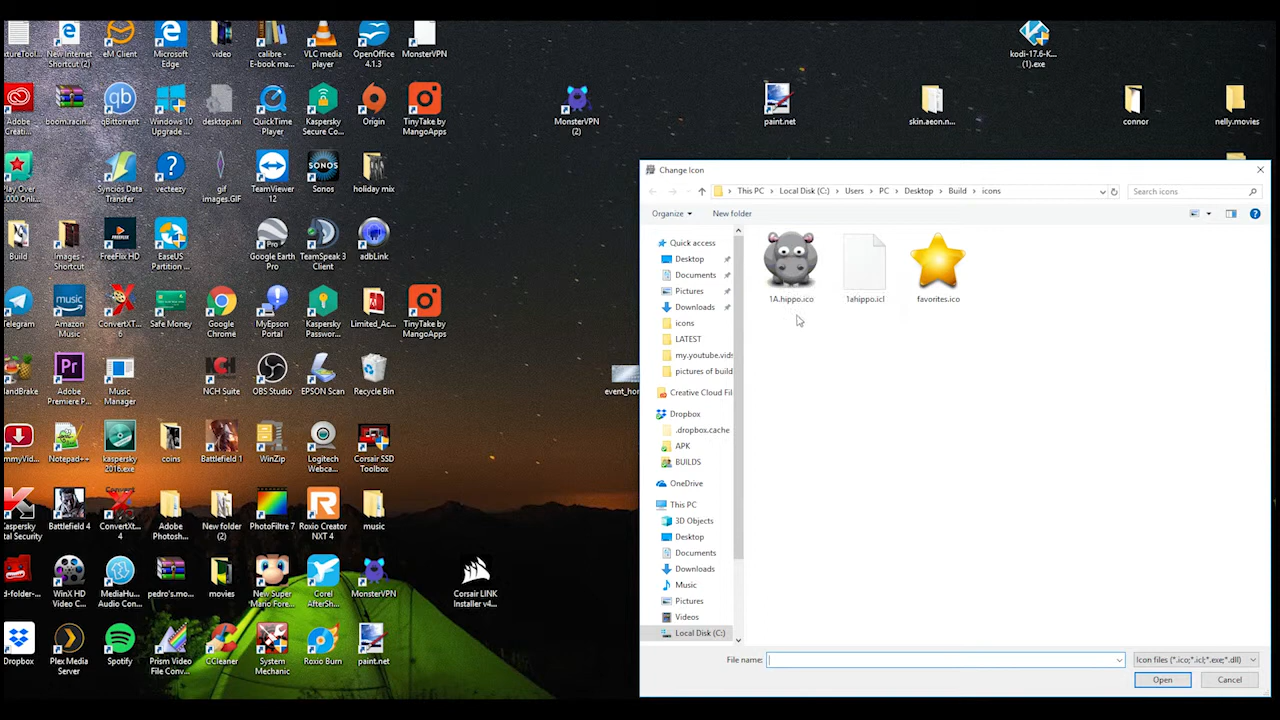 New Internet
Shortcut (2)
eM Client
Microsoft
Edge
video
calibre -
E-book ma...
VLC media
player
OpenOffice
4.1.3
MonsterVPN
kodi-17.6-K...
(1).exe
Adobe
Creati...
boom.racin...
qBittorrent
Windows 10
Upgrade ...
desktop.ini
QuickTime
Player
Kaspersky
Secure Co...
Origin
TinyTake by
MangoApps
MonsterVPN
(2)
paint.net
skin.aeon.n...
connor
nelly.movies
Play Over
Syncios Data
Transfer
vecteezy
gif
images.GIF
TeamViewer
12
SONOS
Sonos
holiday mix
Build
Images -
Shortcut
FreeFlix HD
EaseUS
Partition ...
Pro
Google Earth
Pro
TeamSpeak 3
Client
adbLink
Telegram
music
Amazon
Music
ConvertXT...
6
Safe Money
Google
Chrome
MyEpson
Portal
Kaspersky
Passwor...
Limited_Ac...
TinyTake by
MangoApps
HandBrake
Pr
Adobe
Premiere P...
Music
Manager
NCH
NCH Suite
OBS Studio
EPSON Scan
Recycle Bin
event_hor
Notepad++
kaspersky
2016.exe
coins
Battlefield 1
WinZip
Logitech
Webca...
Corsair SSD
Toolbox
Kaspersky
Battlefield 4
ConvertXt...
4
Adobe
Photosh...
New folder
(2)
PhotoFiltre 7
Roxio Creator
NXT 4
music
WinX HD
Video C...
MediaHu...
Audio Con...
pedro's.mo...
movies
New Super
Mario Fore...
Corel
AfterSh...
MonsterVPN
Corsair LINK
Installer v4...
Dropbox
Plex Media
Server
Spotify
Prism Video
File Conv...
CCleaner
System
Mechanic
Roxio Burn
paint.net
Change Icon
This PC > Local Disk (C:) > Users > PC > Desktop > Build > icons
Search icons
Organize
New folder
Quick access
Desktop
Documents
Pictures
Downloads
icons
LATEST
my.youtube.vids
pictures of build
Creative Cloud Fil
Dropbox
.dropbox.cache
APK
BUILDS
OneDrive
This PC
3D Objects
Desktop
Documents
Downloads
Music
Pictures
Videos
Local Disk (C:)
1A.hippo.ico
1ahippo.icl
favorites.ico
File name:
Icon files (*.ico;*.icl;*.exe;*.dll)
Open
Cancel